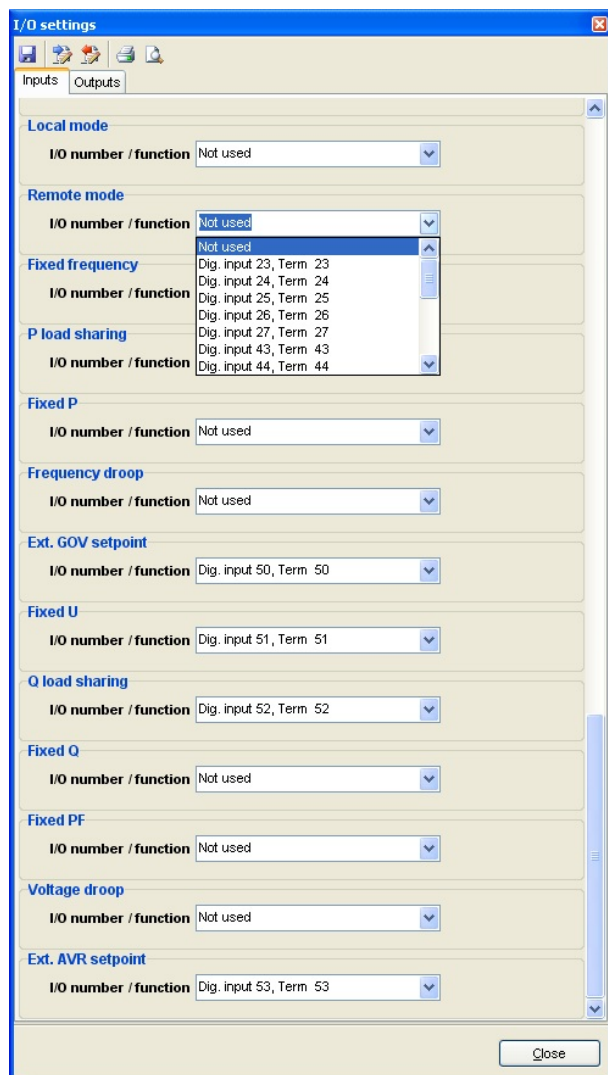 I/O settings
Inputs Outputs
Local mode
I/O number / function Not used
Remote mode
I/O number / function Not used
Not used
Dig. input 23, Term 23
Fixed frequency
Dig. input 24, Term 24
Dig. input 25, Term 25
I/O number / function
Dig. input 26, Term 26
Dig. input 27, Term 27
P load sharing
Dig. input 43, Term 43
I/O number / function
Dig. input 44, Term 44
Fixed P
I/O number / function Not used
Frequency droop
I/O number / function Not used
Ext. GOV setpoint
I/O number / function Dig. input 50, Term 50
Fixed U
I/O number / function Dig. input 51, Term 51
Q load sharing
I/O number / function Dig. input 52, Term 52
Fixed Q
I/O number / function Not used
Fixed PF
I/O number / function Not used
Voltage droop
I/O number / function Not used
Ext. AVR setpoint
I/O number / function Dig. input 53, Term 53
Close